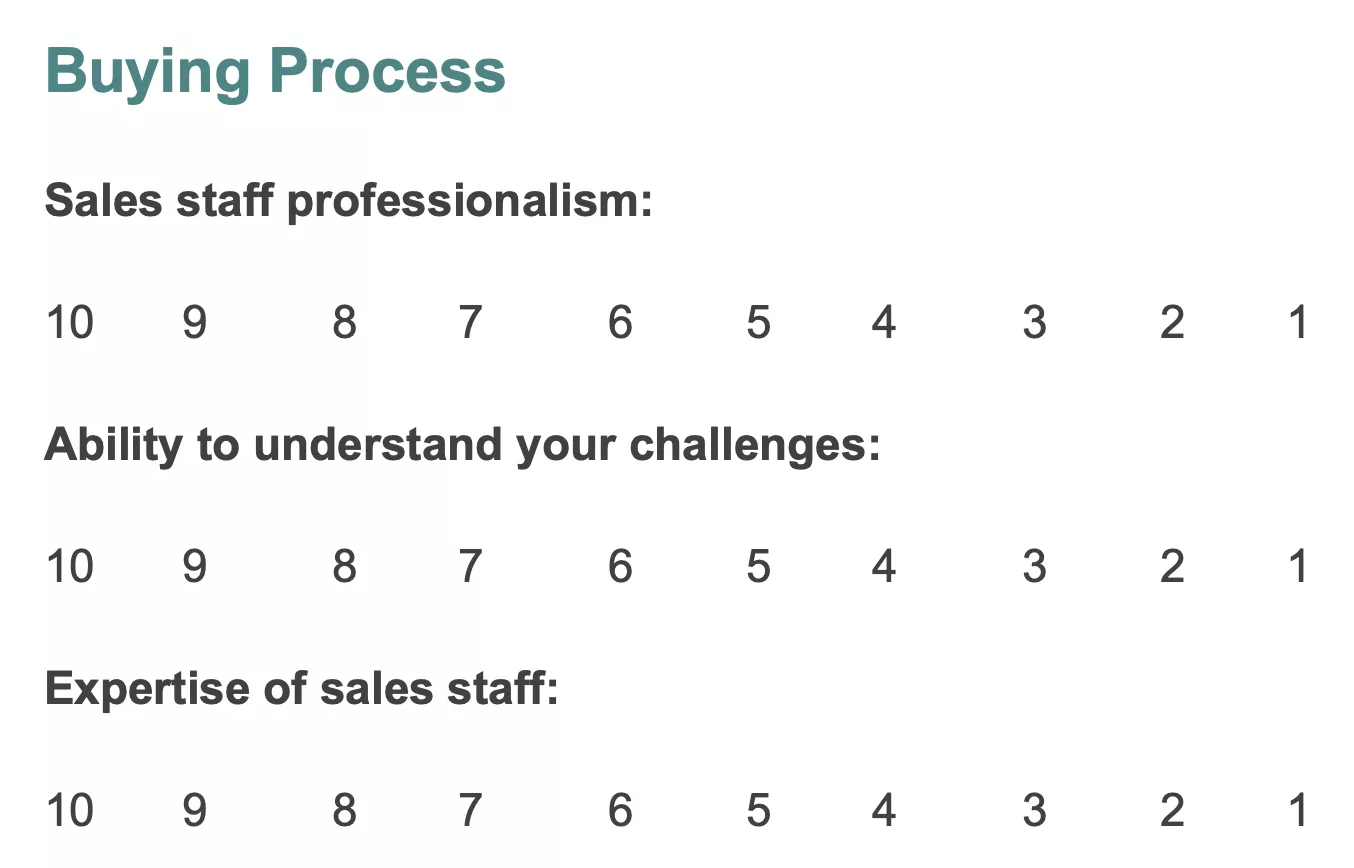 Buying Process
Sales staff professionalism:
10 9 8 7 6 5 4 3 2 1
Ability to understand your challenges:
10 9 8 7 6 5 4 3 2 1
Expertise of sales staff:
10 9 8 7 6 5 4 3 2 1